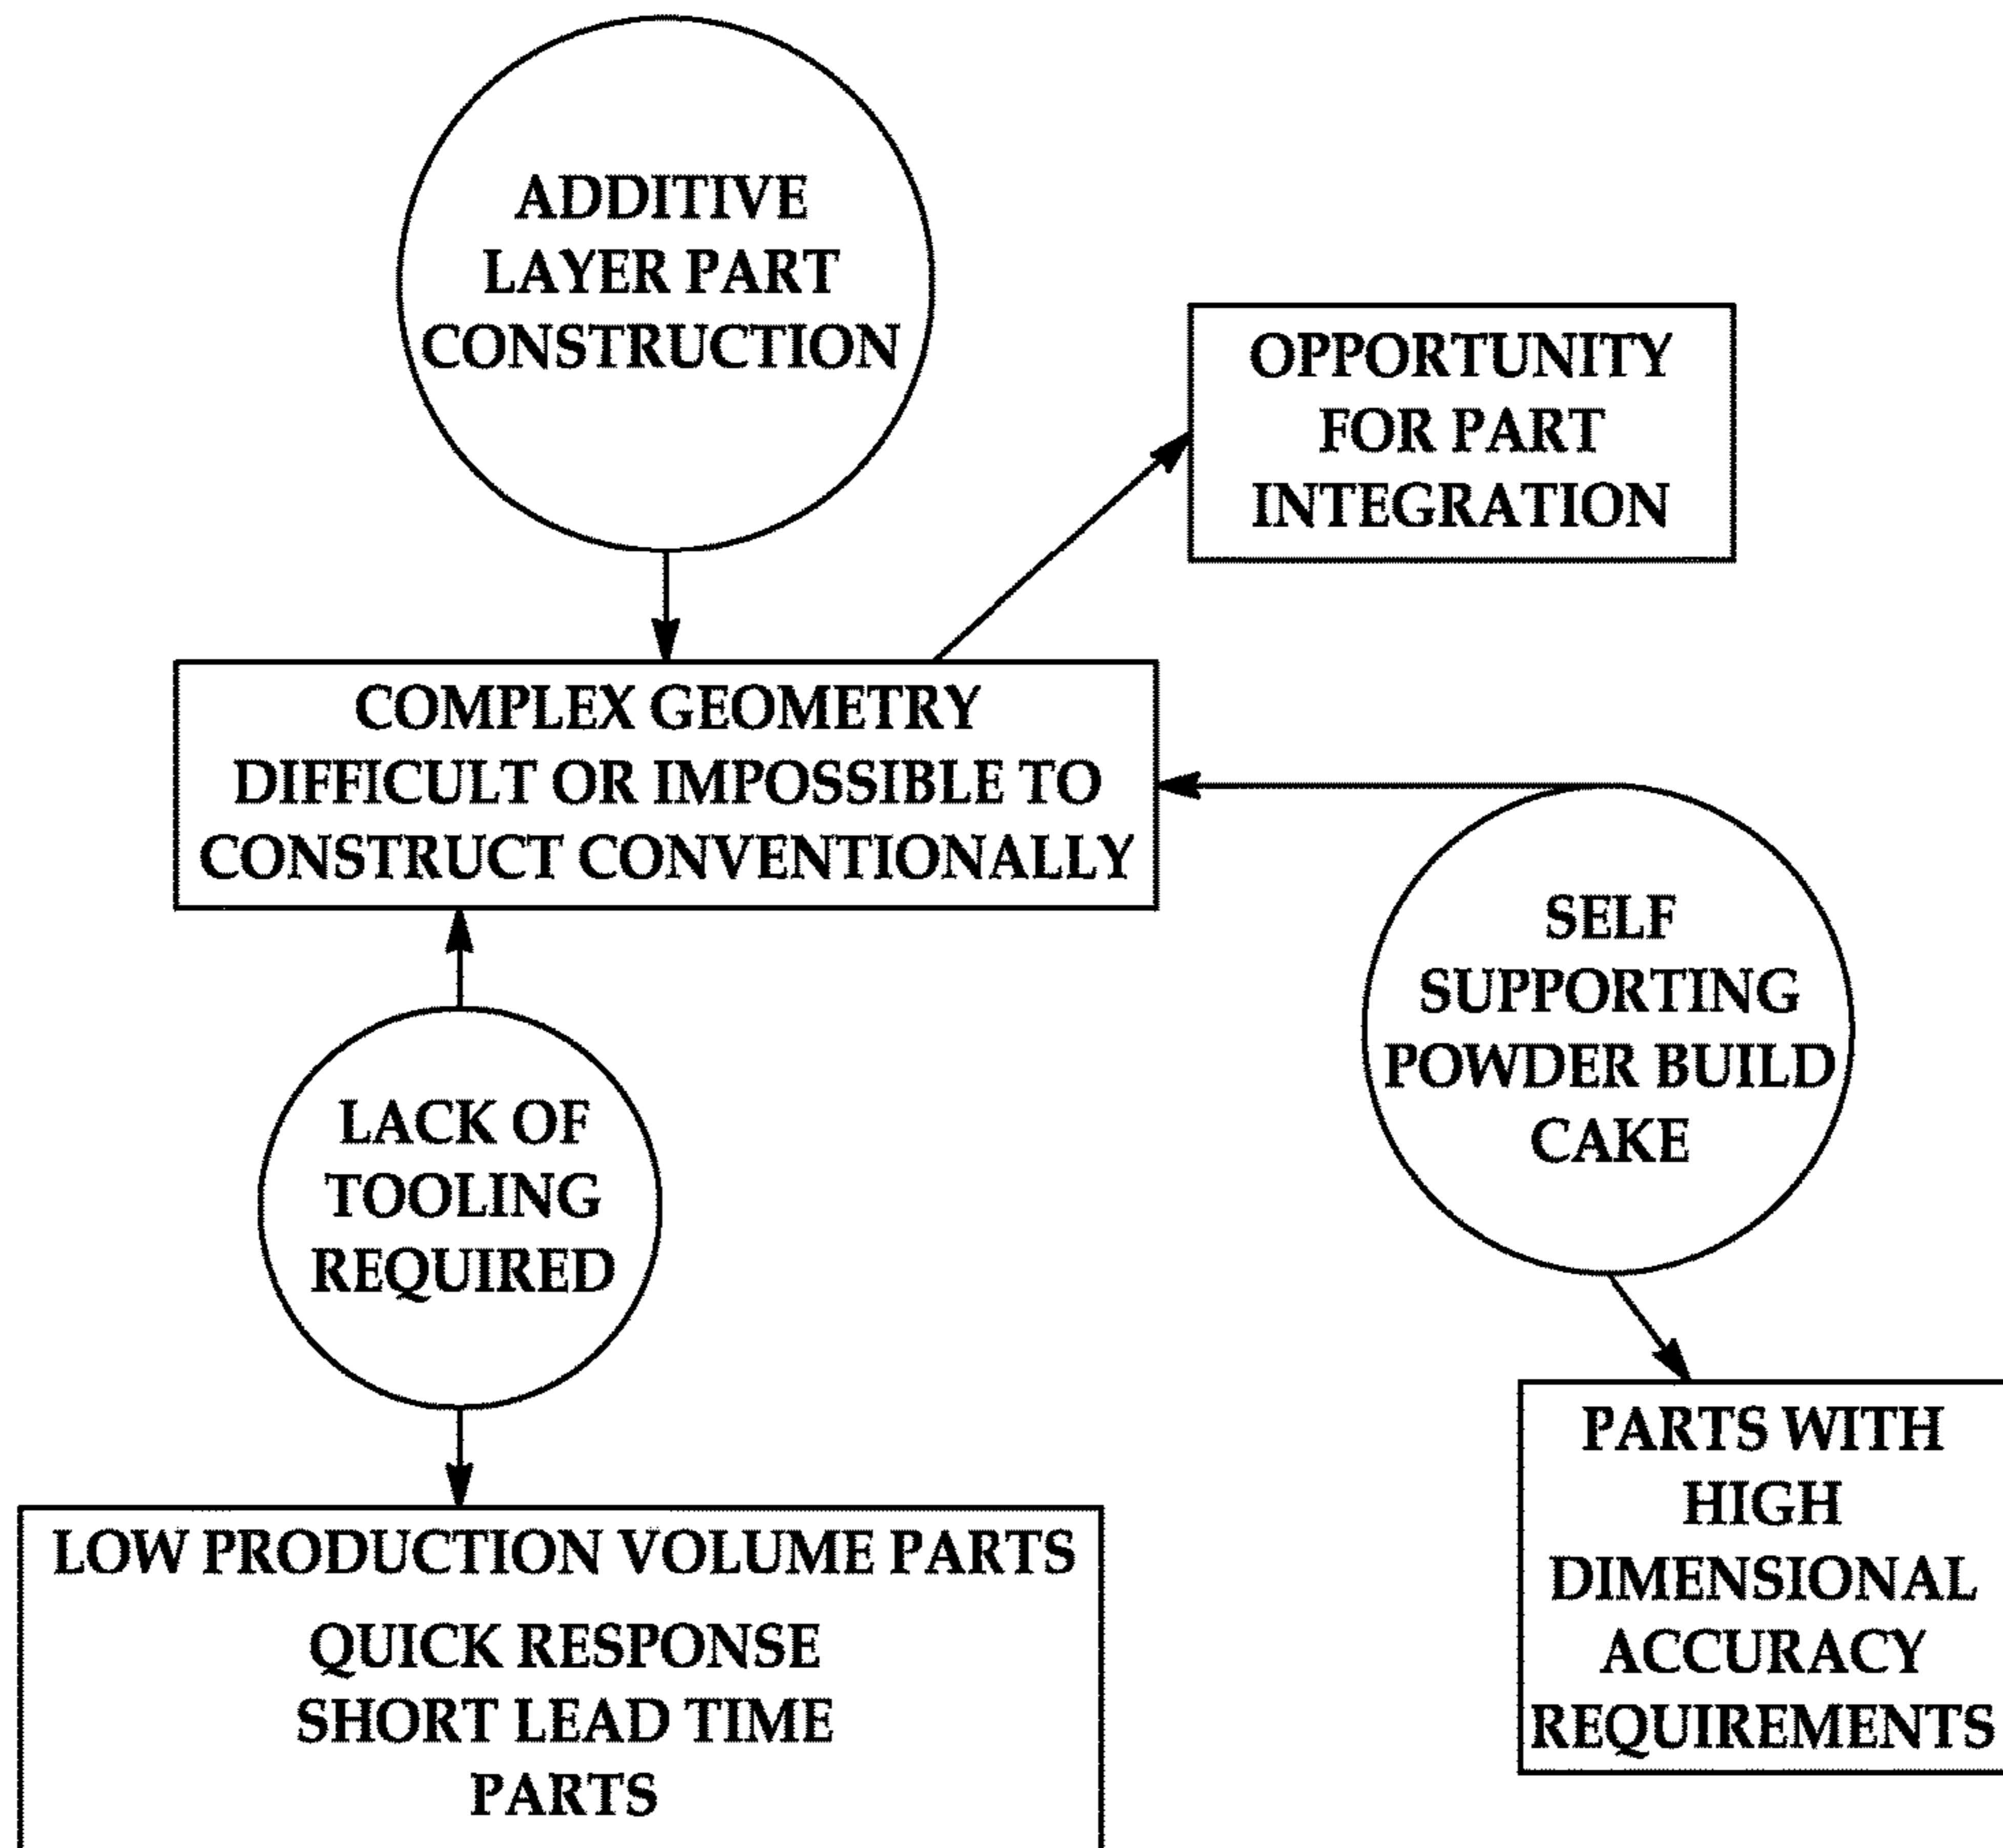 ADDITIVE
LAYER PART
CONSTRUCTION
OPPORTUNITY
FOR PART
INTEGRATION
COMPLEX GEOMETRY
DIFFICULT OR IMPOSSIBLE TO
CONSTRUCT CONVENTIONALLY
SELF
SUPPORTING
POWDER BUILD
CAKE
LACK OF
TOOLING
REQUIRED
PARTS WITH
HIGH
DIMENSIONAL
ACCURACY
REQUIREMENTS
LOW PRODUCTION VOLUME PARTS
QUICK RESPONSE
SHORT LEAD TIME
PARTS